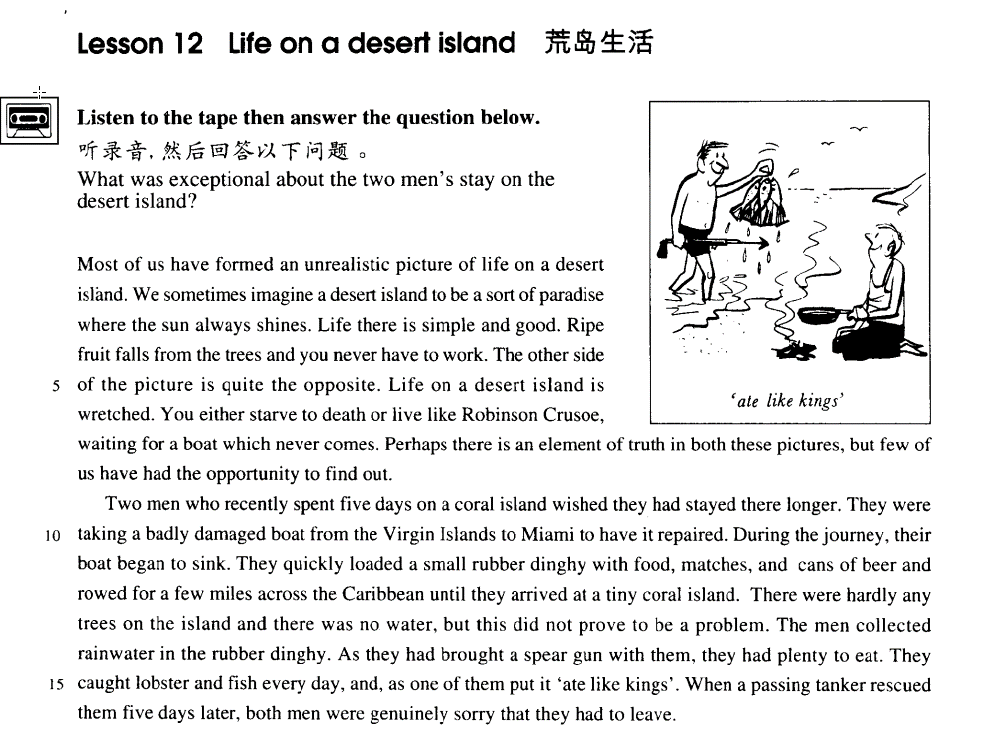 Lesson 12 Life on a desert island 荒岛生活
Listen to the tape then answer the question below.
听录音，然后回答以下问题。
What was exceptional about the two men's stay on the
desert island?
Most of us have formed an unrealistic picture of life on a desert
island. We sometimes imagine a desert island to be a sort of paradise
where the sun always shines. Life there is simple and good. Ripe
fruit falls from the trees and you never have to work. The other side
5 of the picture is quite the opposite. Life on a desert island is
wretched. You either starve to death or live like Robinson Crusoe,
waiting for a boat which never comes. Perhaps there is an element of truth in both these pictures, but few of
us have had the opportunity to find out.
Two men who recently spent five days on a coral island wished they had stayed there longer. They were
10 taking a badly damaged boat from the Virgin Islands to Miami to have it repaired. During the journey, their
boat began to sink. They quickly loaded a small rubber dinghy with food, matches, and cans of beer and
rowed for a few miles across the Caribbean until they arrived at a tiny coral island. There were hardly any
trees on the island and there was no water, but this did not prove to be a problem. The men collected
rainwater in the rubber dinghy. As they had brought a spear gun with them, they had plenty to eat. They
15 caught lobster and fish every day, and, as one of them put it 'ate like kings'. When a passing tanker rescued
them five days later, both men were genuinely sorry that they had to leave.
'ate like kings'